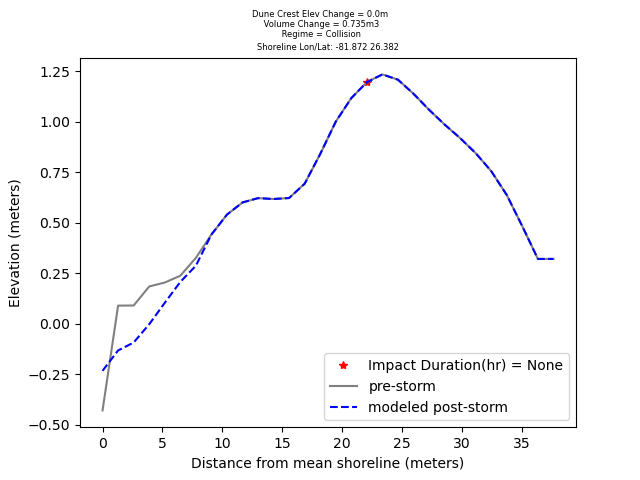 Dune Crest Elev Change = 0.0m
Volume Change = 0.735m3
Regime = Collision
Shoreline Lon/Lat: -81.872 26.382
1.25
1.00
0.75
0.50
0.25
0.00
−0.25
−0.50
Elevation (meters)
Impact Duration(hr) = None
pre-storm
modeled post-storm
0 5 10 15 20 25 30 35
Distance from mean shoreline (meters)